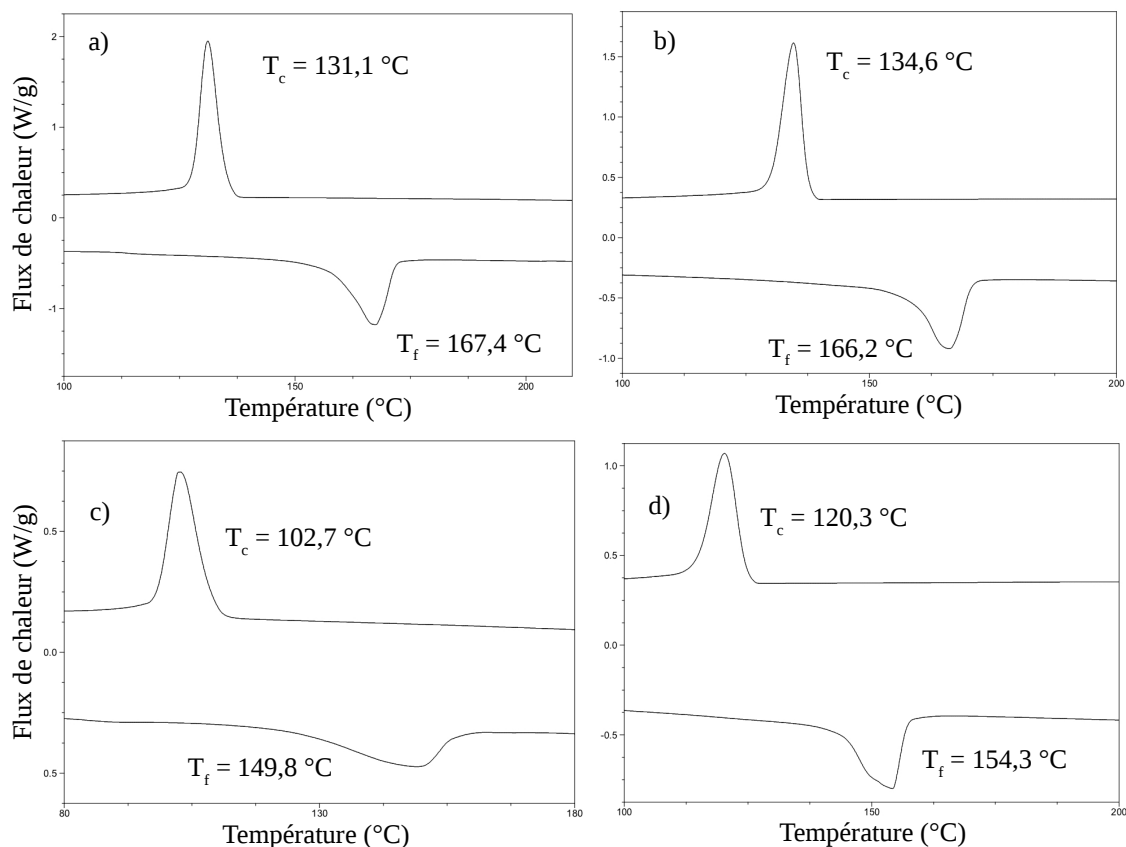 a)
T_c = 131,1 °C
2
1
0
-1
T_f = 167,4 °C
100
150
200
Flux de chaleur (W/g)
Température (°C)
b)
T_c = 134,6 °C
1.5
1.0
0.5
0.0
-0.5
-1.0
T_f = 166,2 °C
100
150
200
Température (°C)
c)
T_c = 102,7 °C
0.5
0.0
0.5
T_f = 149,8 °C
80
130
180
Flux de chaleur (W/g)
Température (°C)
d)
T_c = 120,3 °C
1.0
0.5
0.0
-0.5
T_f = 154,3 °C
100
150
200
Température (°C)